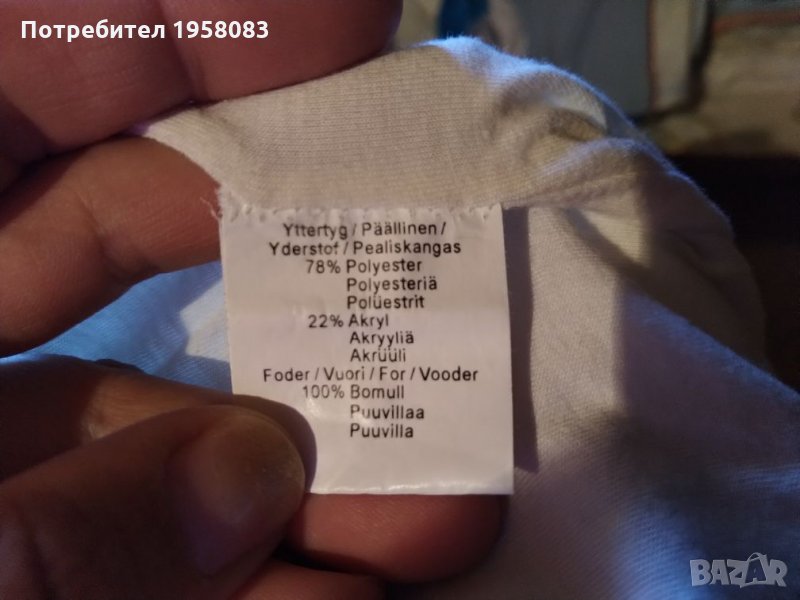 Потребител 1958083
Yttertyg / Päällinen /
Yderstof / Pealiskangas
78% Polyester
Polyesteriä
Polüestrit
22% Akryl
Akryyliä
Akrüüli
Foder / Vuori / For / Vooder
100% Bomull
Puuvillaa
Puuvilla
BAZAR